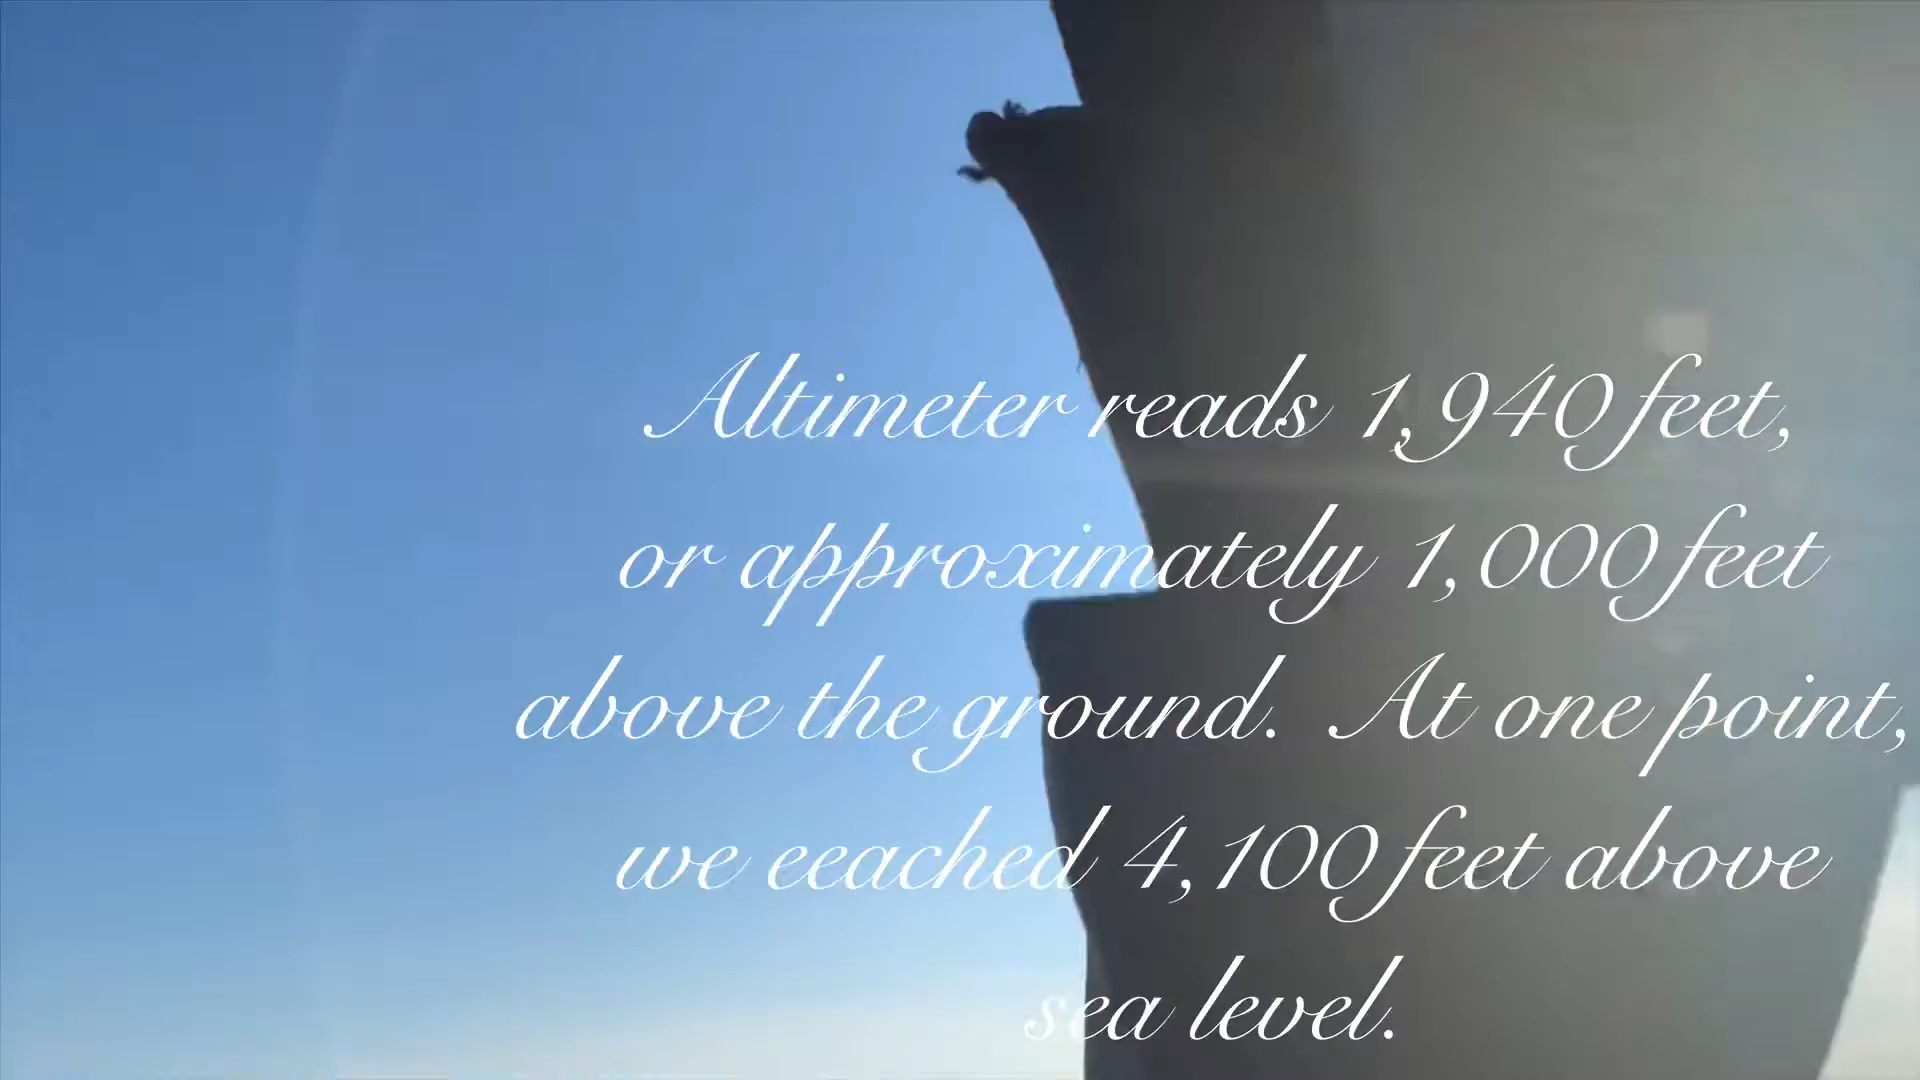 Altimeter reads 1,940 feet,
or approximately 1,000 feet
above the ground. At one point,
we eeached 4,100 feet above
sea level.